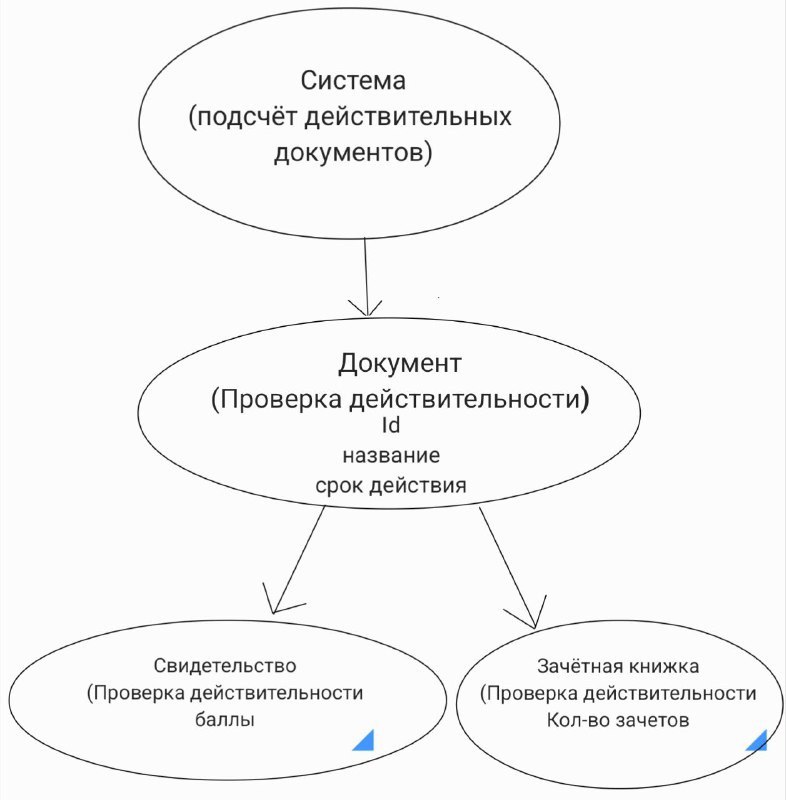 Система
(подсчёт действительных
документов)
Документ
(Проверка действительности)
Id
название
срок действия
Свидетельство
(Проверка действительности
баллы
Зачётная книжка
(Проверка действительности
Кол-во зачетов